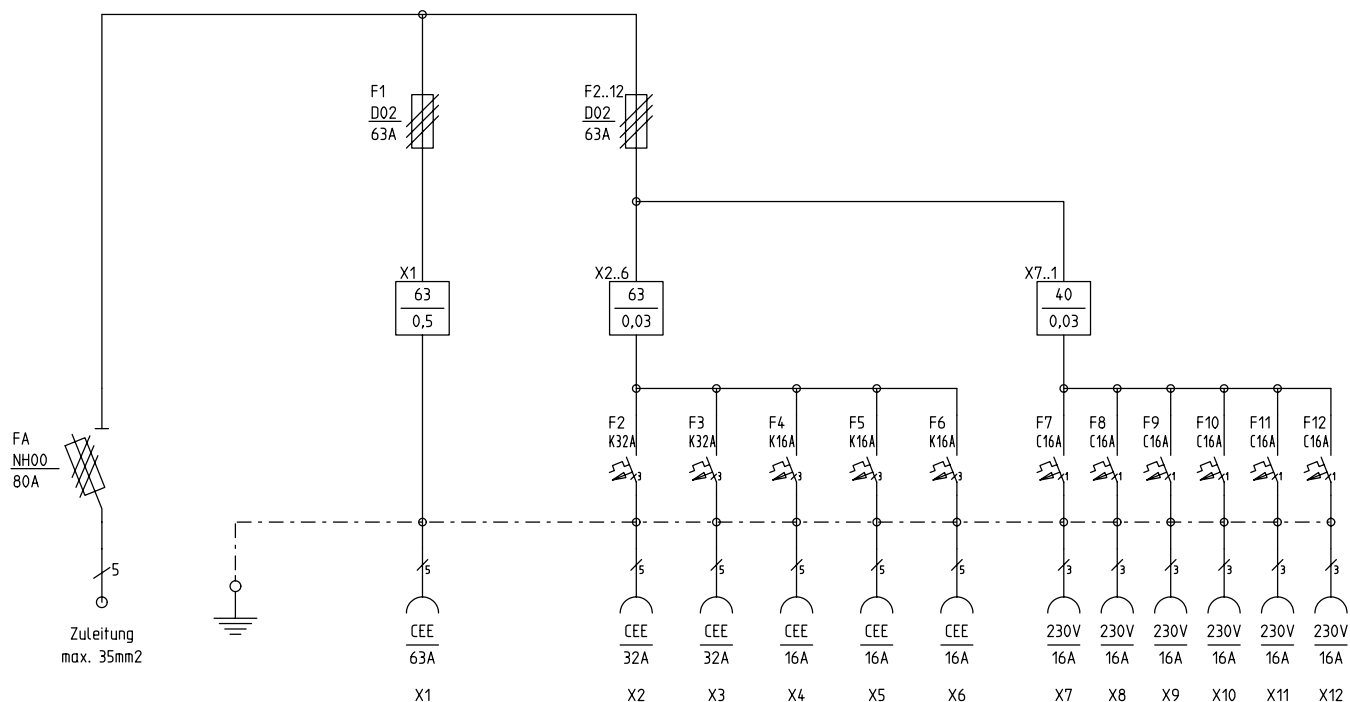 F1
D02
63A
F2..12
D02
63A
X1
63
0,5
X2..6
63
0,03
X7..1
40
0,03
FA
NH00
80A
F2
K32A
F3
K32A
F4
K16A
F5
K16A
F6
K16A
F7
C16A
F8
C16A
F9
C16A
F10
C16A
F11
C16A
F12
C16A
3
3
3
3
3
1
1
1
1
1
1
5
5
5
5
5
5
5
3
3
3
3
3
3
Zuleitung
max. 35mm2
CEE
63A
CEE
32A
CEE
32A
CEE
16A
CEE
16A
CEE
16A
230V
16A
230V
16A
230V
16A
230V
16A
230V
16A
230V
16A
X1
X2
X3
X4
X5
X6
X7
X8
X9
X10
X11
X12